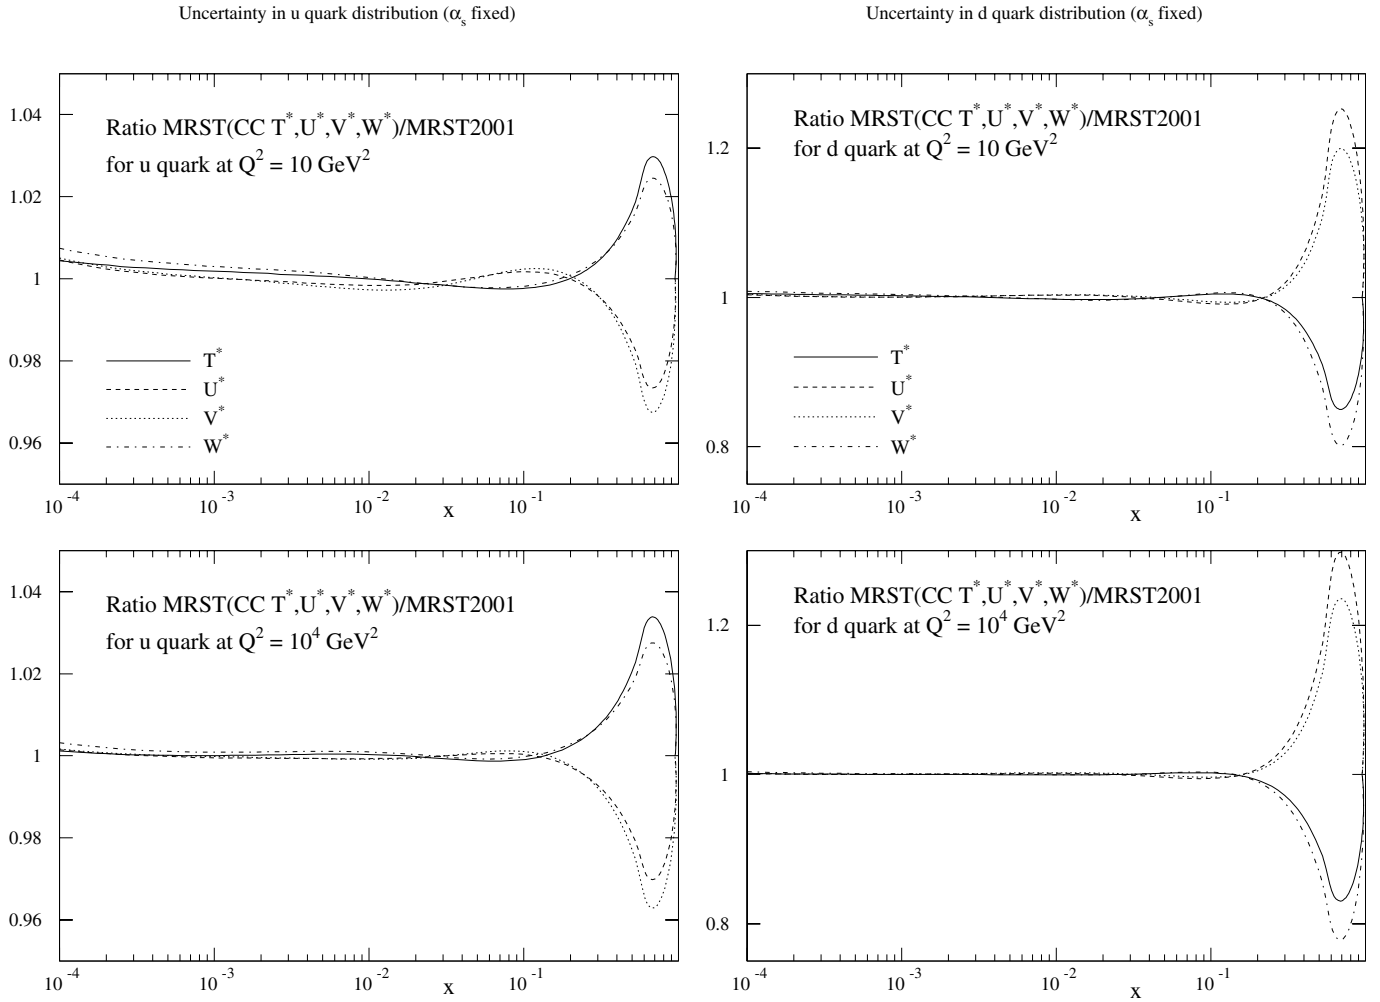 Uncertainty in u quark distribution (αs fixed)
1.04
1.02
1
0.98
0.96
Ratio MRST(CC T*,U*,V*,W*)/MRST2001
for u quark at Q² = 10 GeV²
T*
U*
V*
W*
10⁻⁴ 10⁻³ 10⁻² 10⁻¹
x
Uncertainty in d quark distribution (αs fixed)
1.2
1
0.8
Ratio MRST(CC T*,U*,V*,W*)/MRST2001
for d quark at Q² = 10 GeV²
T*
U*
V*
W*
10⁻⁴ 10⁻³ 10⁻² 10⁻¹
x
1.04
1.02
1
0.98
0.96
Ratio MRST(CC T*,U*,V*,W*)/MRST2001
for u quark at Q² = 10⁴ GeV²
10⁻⁴ 10⁻³ 10⁻² 10⁻¹
x
1.2
1
0.8
Ratio MRST(CC T*,U*,V*,W*)/MRST2001
for d quark at Q² = 10⁴ GeV²
10⁻⁴ 10⁻³ 10⁻² 10⁻¹
x